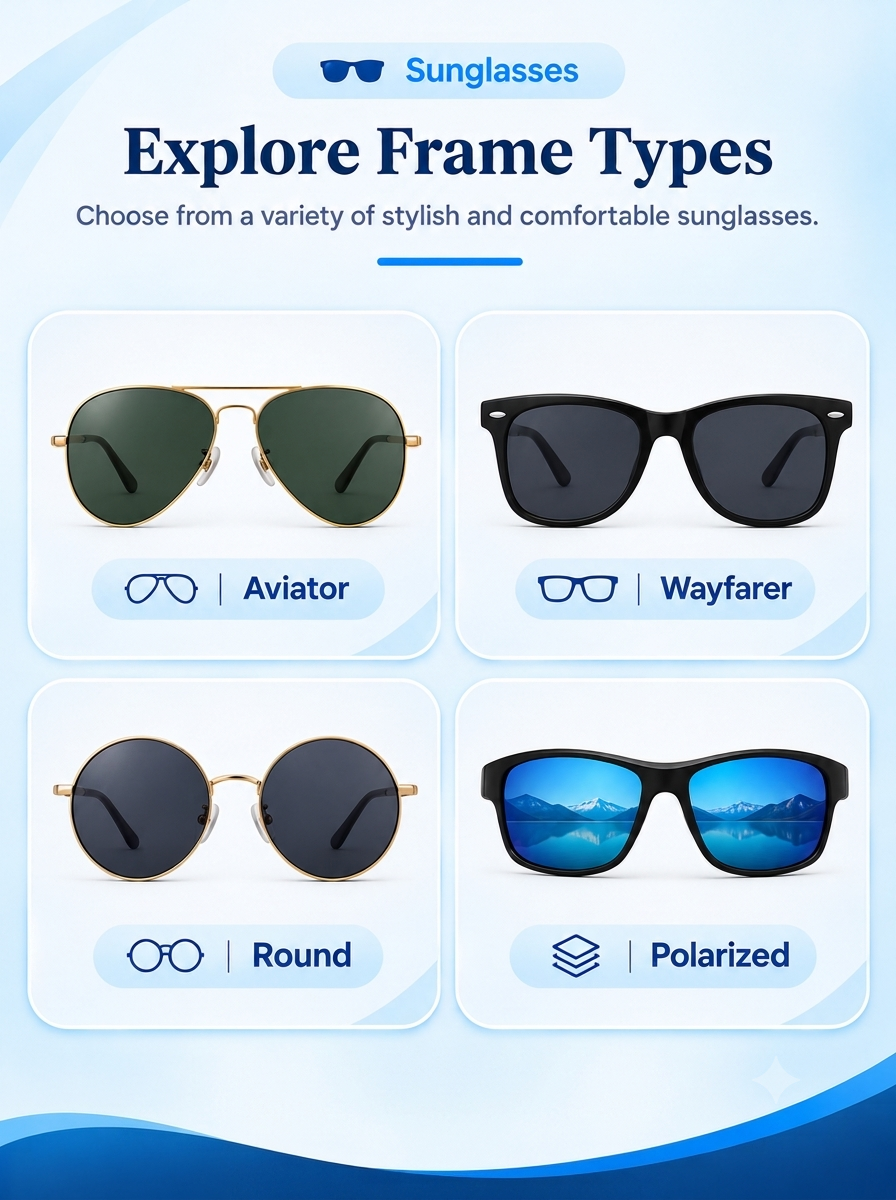 Sunglasses
Explore Frame Types
Choose from a variety of stylish and comfortable sunglasses.
Aviator
Wayfarer
Round
Polarized